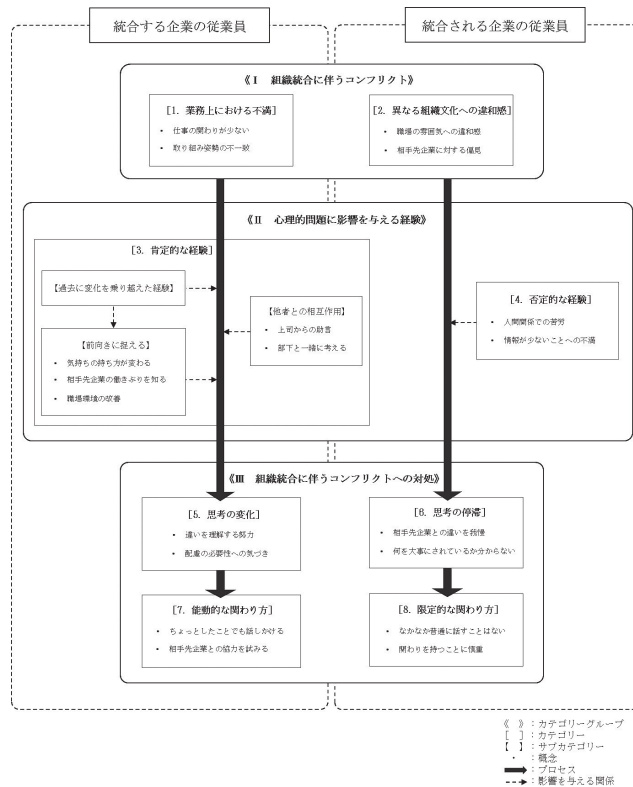 統合する企業の従業員
統合される企業の従業員
《Ⅰ 組織統合に伴うコンフリクト》
[1. 業務上における不満]
・ 仕事の関わりが少ない
・ 取り組み姿勢の不一致
[2. 異なる組織文化への違和感]
・ 職場の雰囲気への違和感
・ 相手先企業に対する偏見
《Ⅱ 心理的問題に影響を与える経験》
[3. 肯定的な経験]
【過去に変化を乗り越えた経験】
【前向きに捉える】
・ 気持ちの持ち方が変わる
・ 相手先企業の働きぶりを知る
・ 職場環境の改善
【他者との相互作用】
・ 上司からの助言
・ 部下と一緒に考える
[4. 否定的な経験]
・ 人間関係での苦労
・ 情報が少ないことへの不満
《Ⅲ 組織統合に伴うコンフリクトへの対処》
[5. 思考の変化]
・ 違いを理解する努力
・ 配慮の必要性への気づき
[6. 思考の停滞]
・ 相手先企業との違いを我慢
・ 何を大事にされているか分からない
[7. 能動的な関わり方]
・ ちょっとしたことでも話しかける
・ 相手先企業との協力を試みる
[8. 限定的な関わり方]
・ なかなか普通に話すことはない
・ 関わりを持つことに慎重
《 》：カテゴリーグループ
[ ]：カテゴリー
【 】：サブカテゴリー
・ ：概念
：プロセス
：影響を与える関係